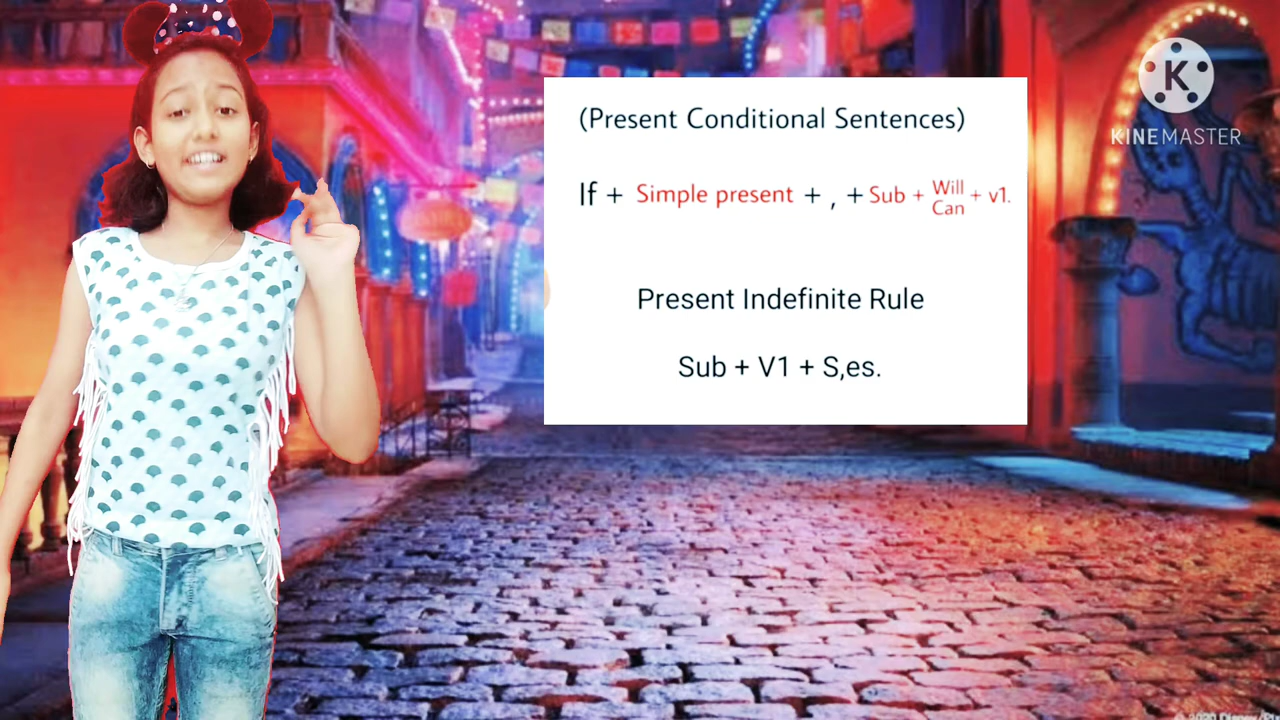 (Present Conditional Sentences)
If + Simple present + , + Sub + Will Can + v1.
Present Indefinite Rule
Sub + V1 + S,es.
K
KINEMASTER